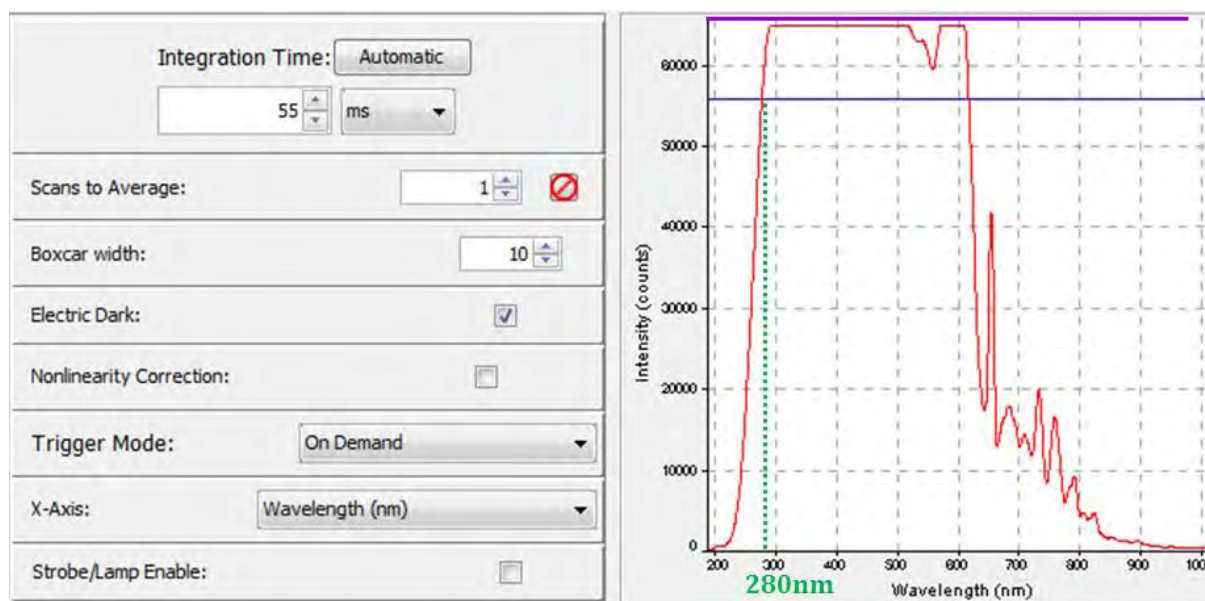 Integration Time: Automatic
55 ms
Scans to Average: 1
Boxcar width: 10
Electric Dark:
Nonlinearity Correction:
Trigger Mode: On Demand
X-Axis: Wavelength (nm)
Strobe/Lamp Enable:
60000
50000
40000
30000
20000
10000
0
Intensity (counts)
200 300 400 500 600 700 800 900 100
280nm
Wavelength (nm)